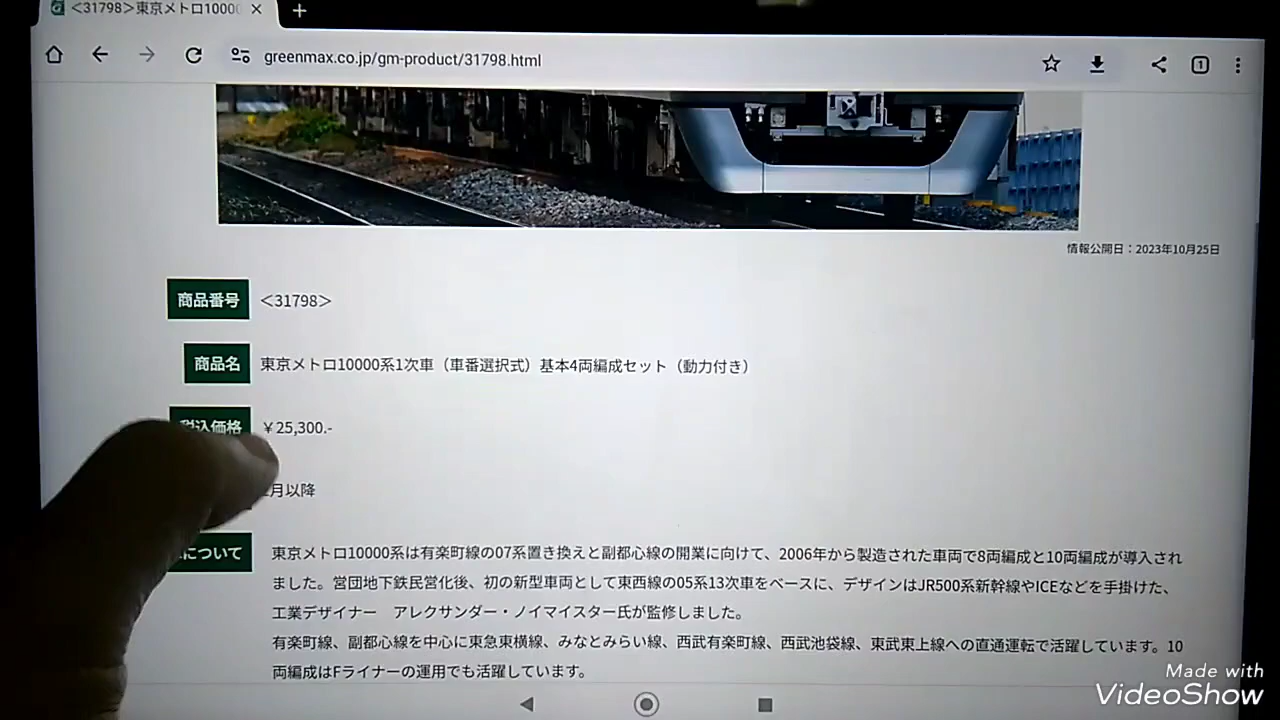 <31798>東京メトロ1000
greenmax.co.jp/gm-product/31798.html
1
情報公開日：2023年10月25日
商品番号 <31798>
商品名 東京メトロ10000系1次車（車番選択式）基本4両編成セット（動力付き）
税込価格 ￥25,300.-
月以降
について 東京メトロ10000系は有楽町線の07系置き換えと副都心線の開業に向けて、2006年から製造された車両で8両編成と10両編成が導入され
ました。営団地下鉄民営化後、初の新型車両として東西線の05系13次車をベースに、デザインはJR500系新幹線やICEなどを手掛けた、
工業デザイナー　アレクサンダー・ノイマイスター氏が監修しました。
有楽町線、副都心線を中心に東急東横線、みなとみらい線、西武有楽町線、西武池袋線、東武東上線への直通運転で活躍しています。10
両編成はFライナーの運用でも活躍しています。
Made with
VideoShow